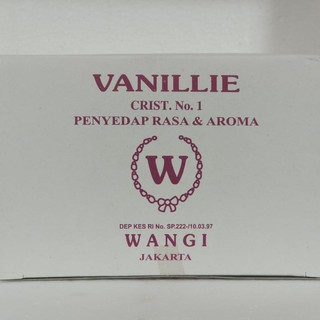 VANILLIE
CRIST. No. 1
PENYEDAP RASA & AROMA
W
DEP KES RI No. SP.222-/10.03.97
WANGI
JAKARTA